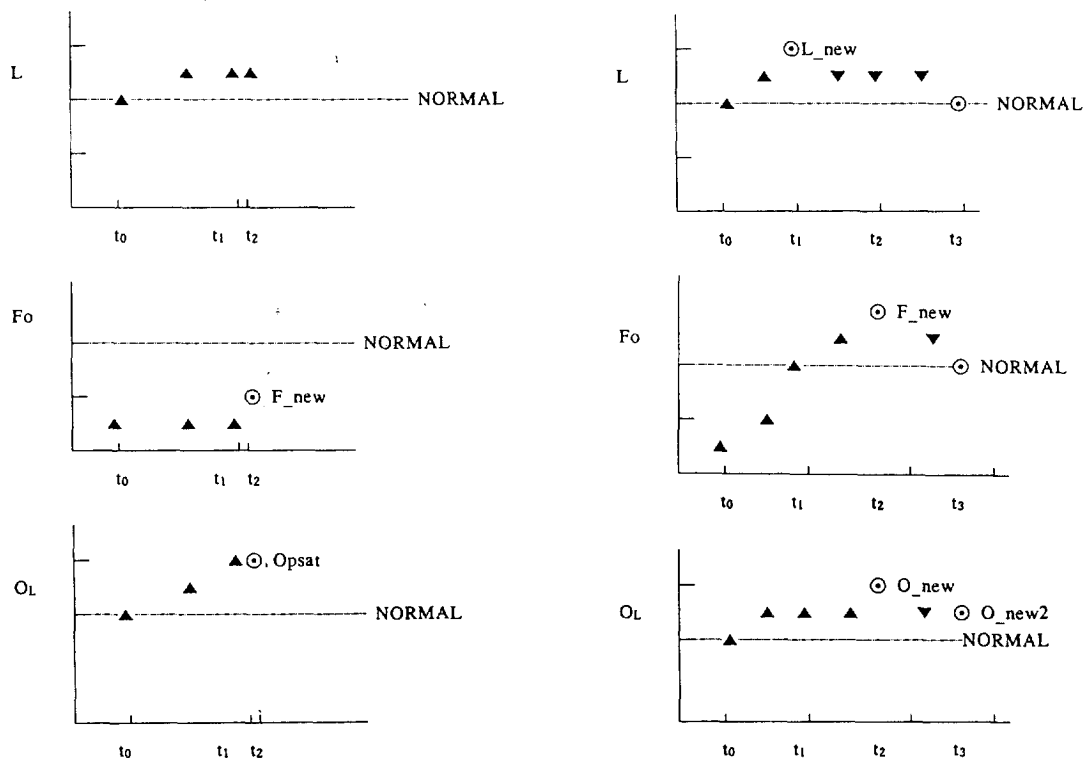 L
NORMAL
t0 t1 t2
Fo
F_new
NORMAL
t0 t1 t2
OL
Opsat
NORMAL
t0 t1 t2
L
L_new
NORMAL
t0 t1 t2 t3
Fo
F_new
NORMAL
t0 t1 t2 t3
OL
O_new
O_new2
NORMAL
t0 t1 t2 t3